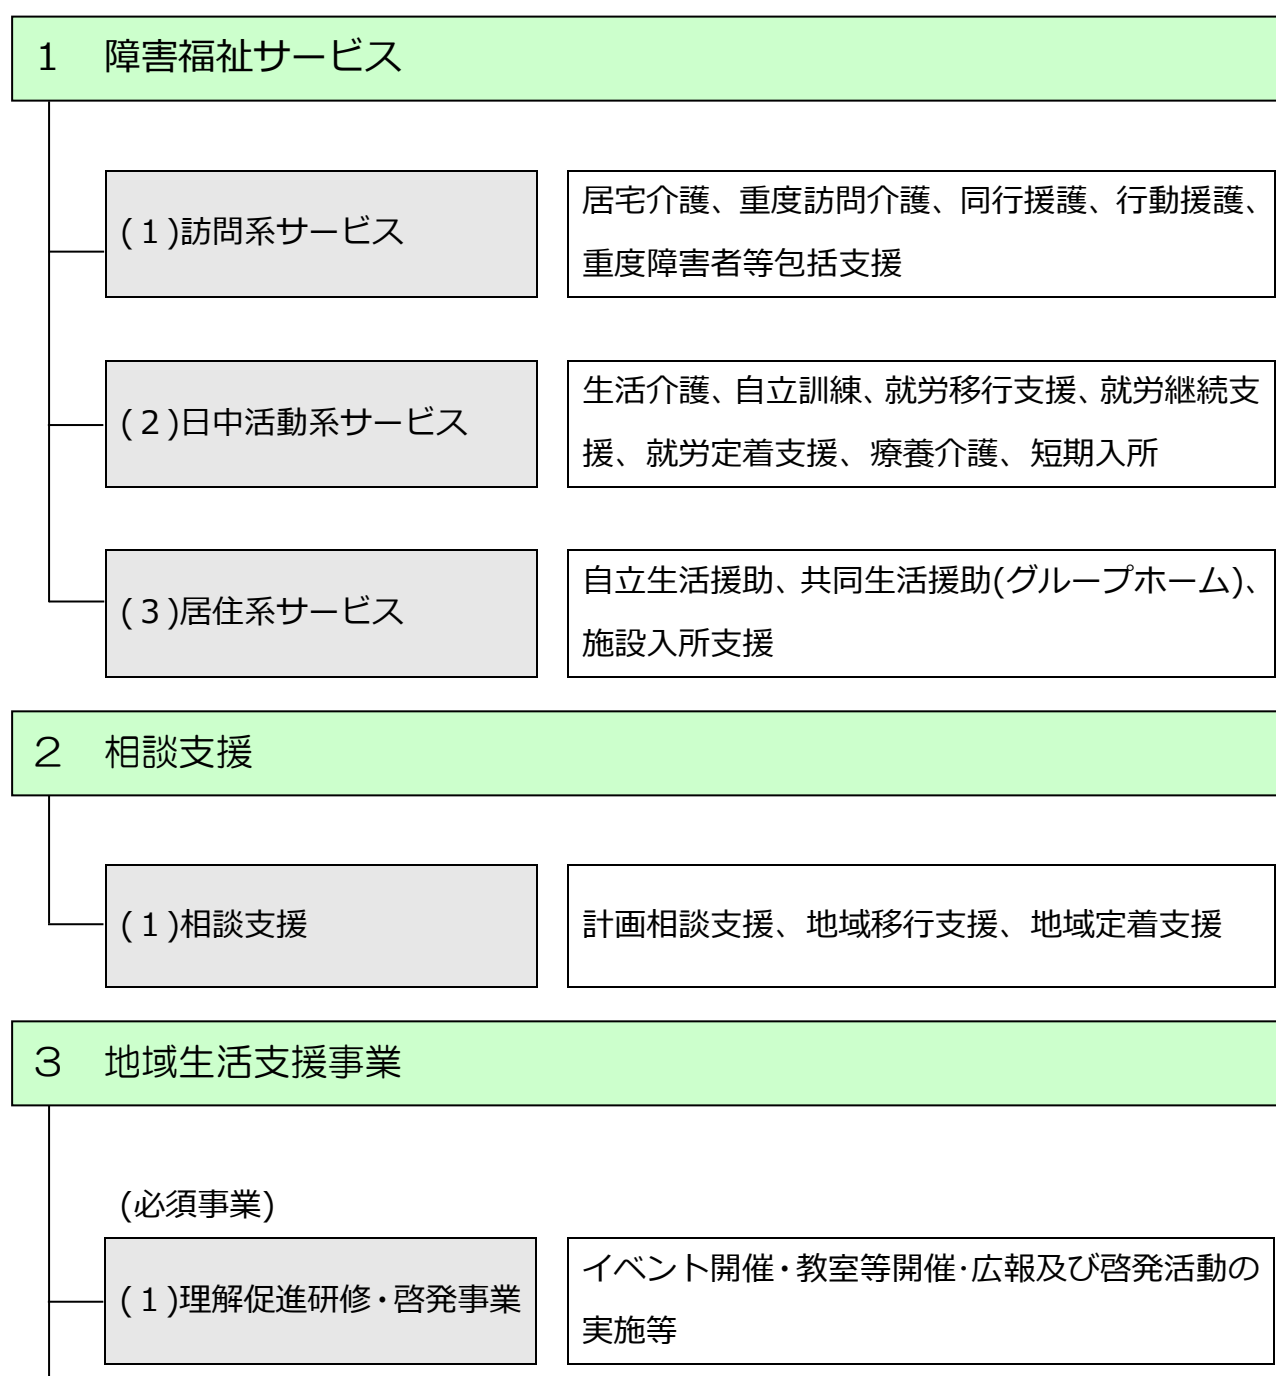 １　障害福祉サービス
(１)訪問系サービス
居宅介護、重度訪問介護、同行援護、行動援護、
重度障害者等包括支援
(２)日中活動系サービス
生活介護、自立訓練、就労移行支援、就労継続支
援、就労定着支援、療養介護、短期入所
(３)居住系サービス
自立生活援助、共同生活援助(グループホーム)、
施設入所支援
２　相談支援
(１)相談支援
計画相談支援、地域移行支援、地域定着支援
３　地域生活支援事業
(必須事業)
(１)理解促進研修・啓発事業
イベント開催・教室等開催･広報及び啓発活動の
実施等